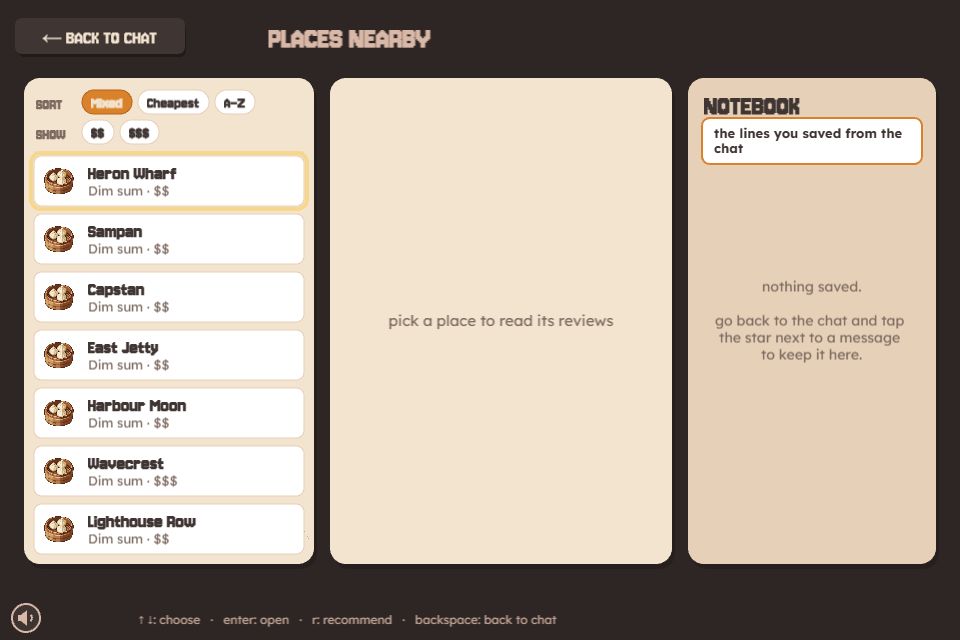 ← BACK TO CHAT
PLACES NEARBY
SORT Mixed Cheapest A-Z
SHOW $$ $$$
Heron Wharf
Dim sum · $$
Sampan
Dim sum · $$
Capstan
Dim sum · $$
East Jetty
Dim sum · $$
Harbour Moon
Dim sum · $$
Wavecrest
Dim sum · $$$
Lighthouse Row
Dim sum · $$
pick a place to read its reviews
NOTEBOOK
the lines you saved from the
chat
nothing saved.
go back to the chat and tap
the star next to a message
to keep it here.
↑ ↓: choose · enter: open · r: recommend · backspace: back to chat